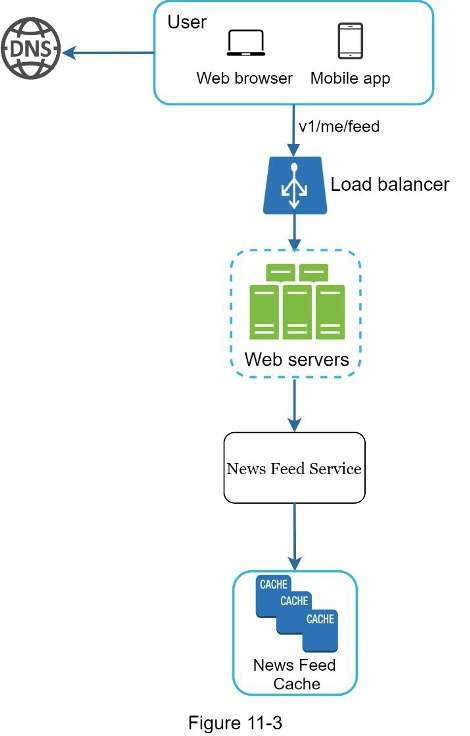 DNS
User
Web browser
Mobile app
v1/me/feed
Load balancer
Web servers
News Feed Service
CACHE
CACHE
CACHE
News Feed
Cache
Figure 11-3